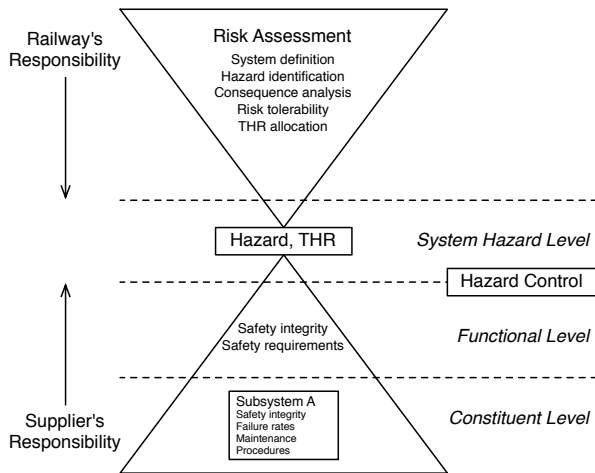 Railway's
Responsibility
Risk Assessment
System definition
Hazard identification
Consequence analysis
Risk tolerability
THR allocation
Hazard, THR
System Hazard Level
Hazard Control
Safety integrity
Safety requirements
Functional Level
Subsystem A
Safety integrity
Failure rates
Maintenance
Procedures
Supplier's
Responsibility
Constituent Level